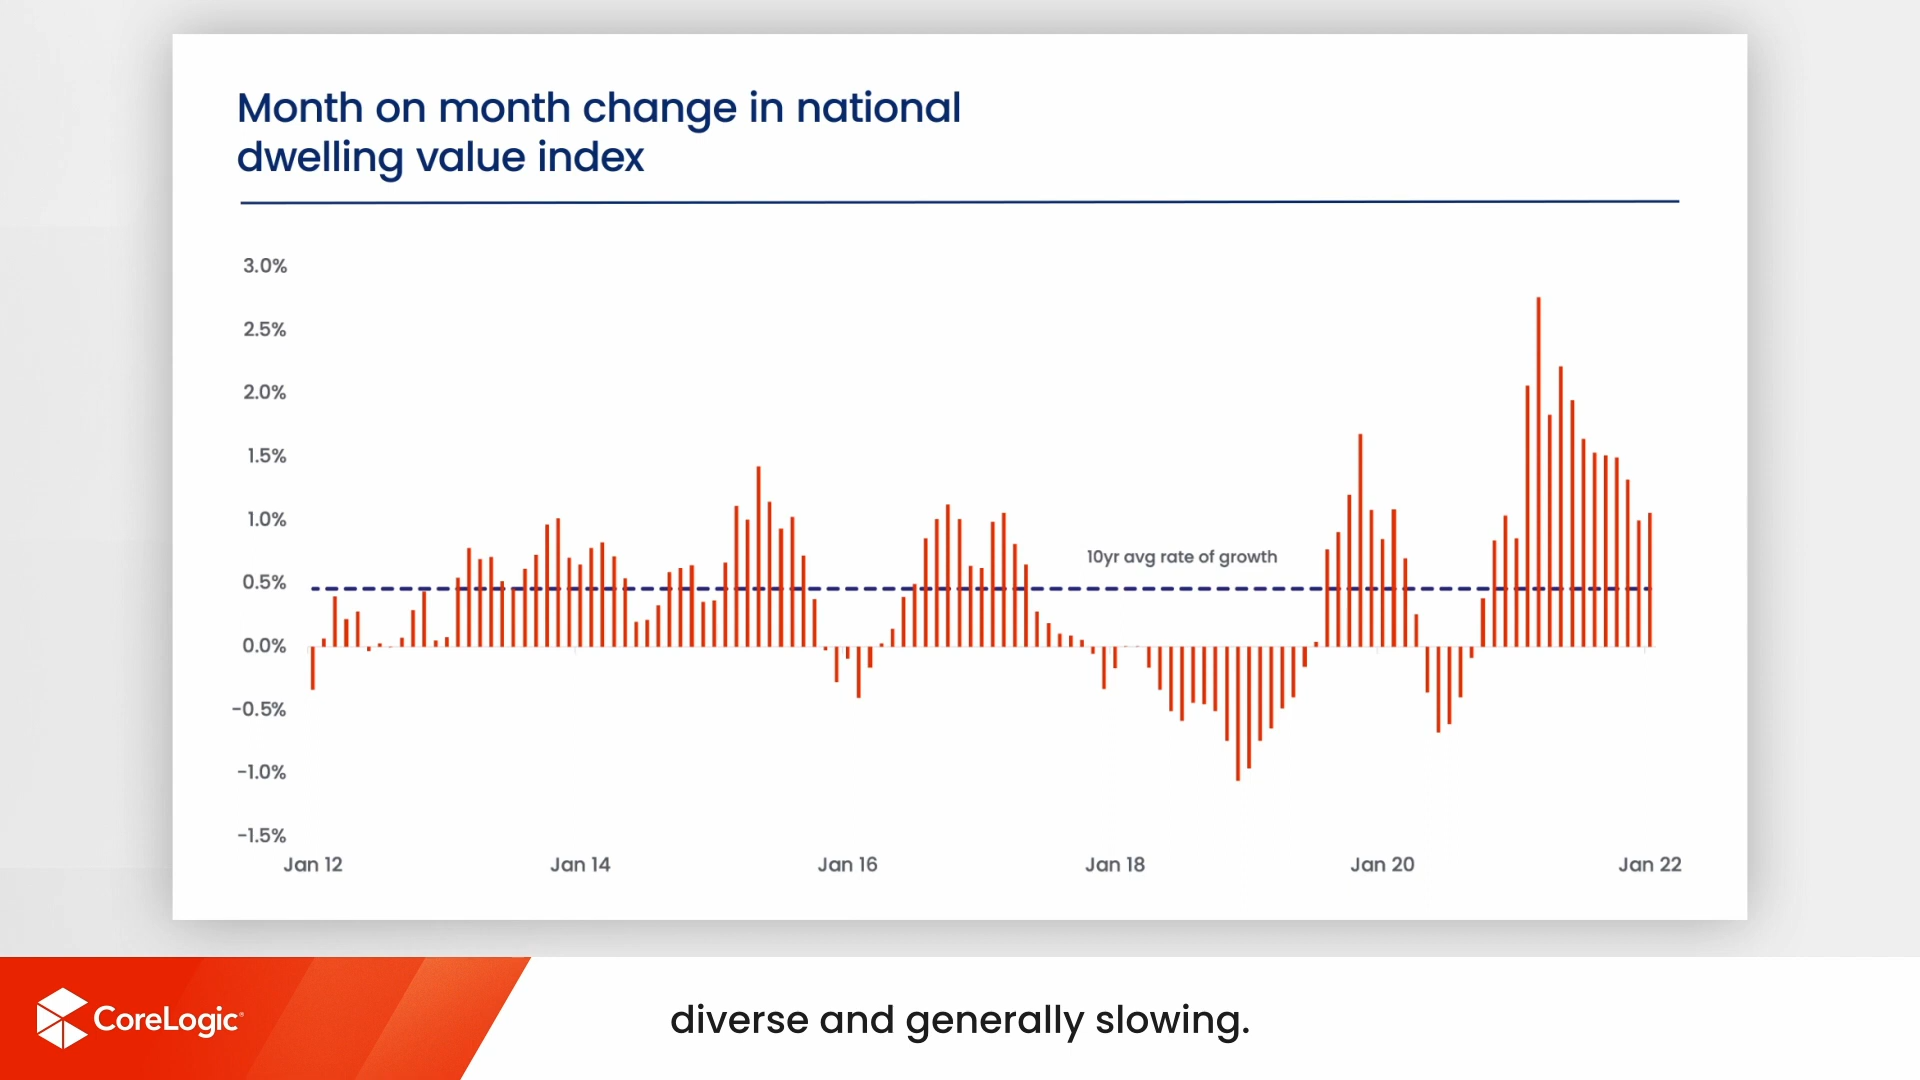 Month on month change in national
dwelling value index
3.0%
2.5%
2.0%
1.5%
1.0%
0.5%
0.0%
-0.5%
-1.0%
-1.5%
10yr avg rate of growth
Jan 12 Jan 14 Jan 16 Jan 18 Jan 20 Jan 22
CoreLogic
diverse and generally slowing.